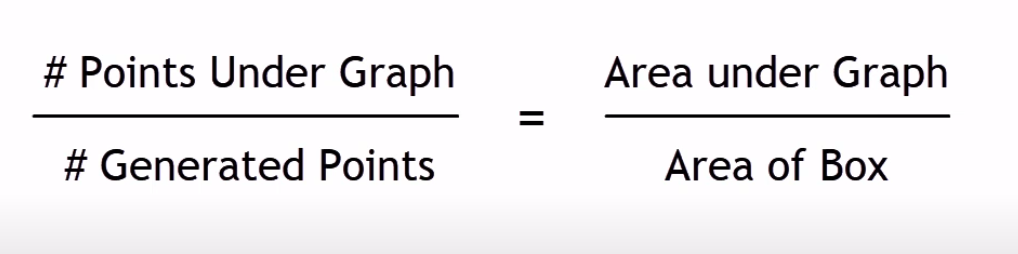 # Points Under Graph
# Generated Points
=
Area under Graph
Area of Box